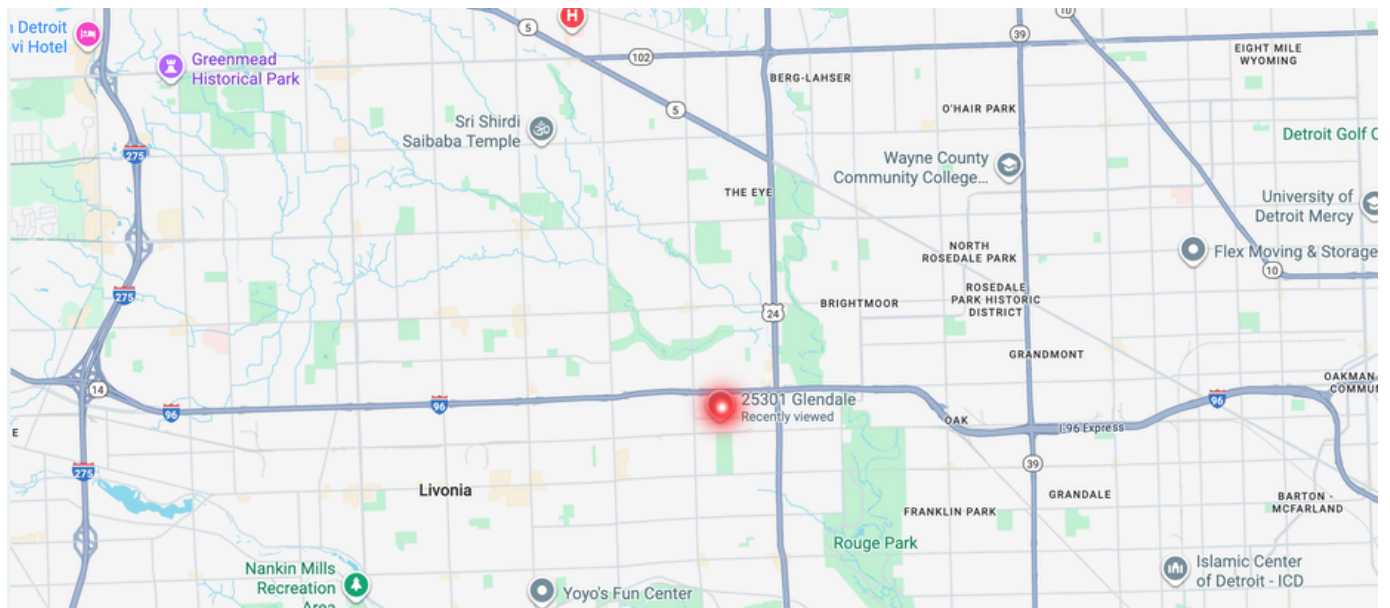 a Detroit
ovi Hotel
H
5
39
10
Greenmead
Historical Park
102
EIGHT MILE
WYOMING
BERG-LAHSER
5
O'HAIR PARK
Sri Shirdi
Saibaba Temple
Detroit Golf C
275
Wayne County
Community College...
THE EYE
University of
Detroit Mercy
NORTH
ROSEDALE PARK
Flex Moving & Storage
10
275
ROSEDALE
PARK HISTORIC
DISTRICT
BRIGHTMOOR
24
GRANDMONT
14
OAKMAN
COMMU
96
96
25301 Glendale
Recently viewed
96
OAK
I-96 Express
E
39
275
Livonia
GRANDALE
BARTON -
MCFARLAND
FRANKLIN PARK
Rouge Park
Nankin Mills
Recreation
Area
Yoyo's Fun Center
Islamic Center
of Detroit - ICD